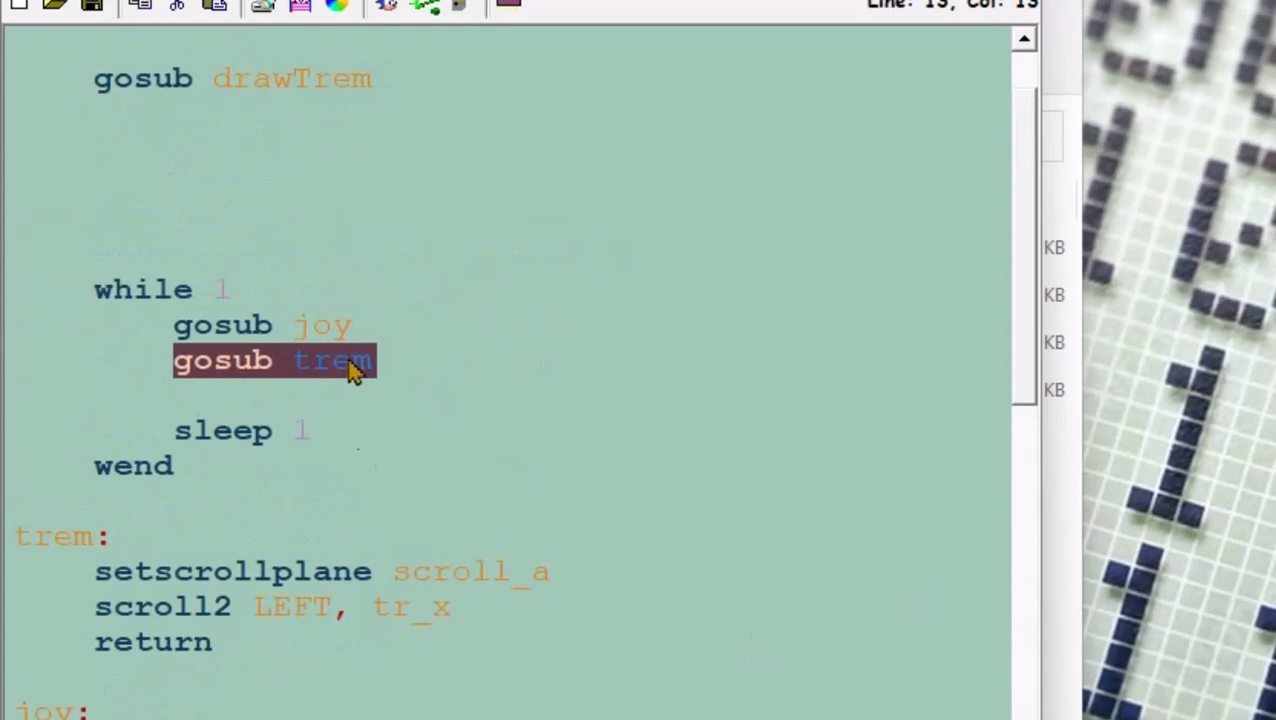 Line: 13, Col: 13
gosub drawTrem
while 1
gosub joy
gosub trem
sleep 1
wend
trem:
setscrollplane scroll_a
scroll2 LEFT, tr_x
return
joy:
KB
KB
KB
KB